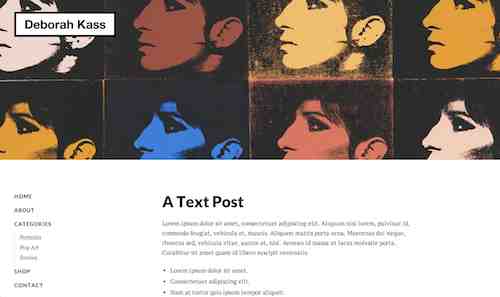 Deborah Kass
HOME
ABOUT
CATEGORIES
Portraits
Pop Art
SHOP
CONTACT
A Text Post
Lorem ipsum dolor sit amet, consectetuer adipiscing elit. Aliquam nisi lorem, pulvinar id,
commodo feugiat, vehicula et, mauris. Aliquam mattis porta urna. Maecenas dui neque,
rhoncus sed, vehicula vitae, auctor at, nisi. Aenean id massa ut lacus molestie porta.
Curabitur sit amet quam id libero suscipit venenatis.
Lorem ipsum dolor sit amet.
Consectetuer adipiscing elit.
Nam at tortor quis ipsum tempor aliquet.